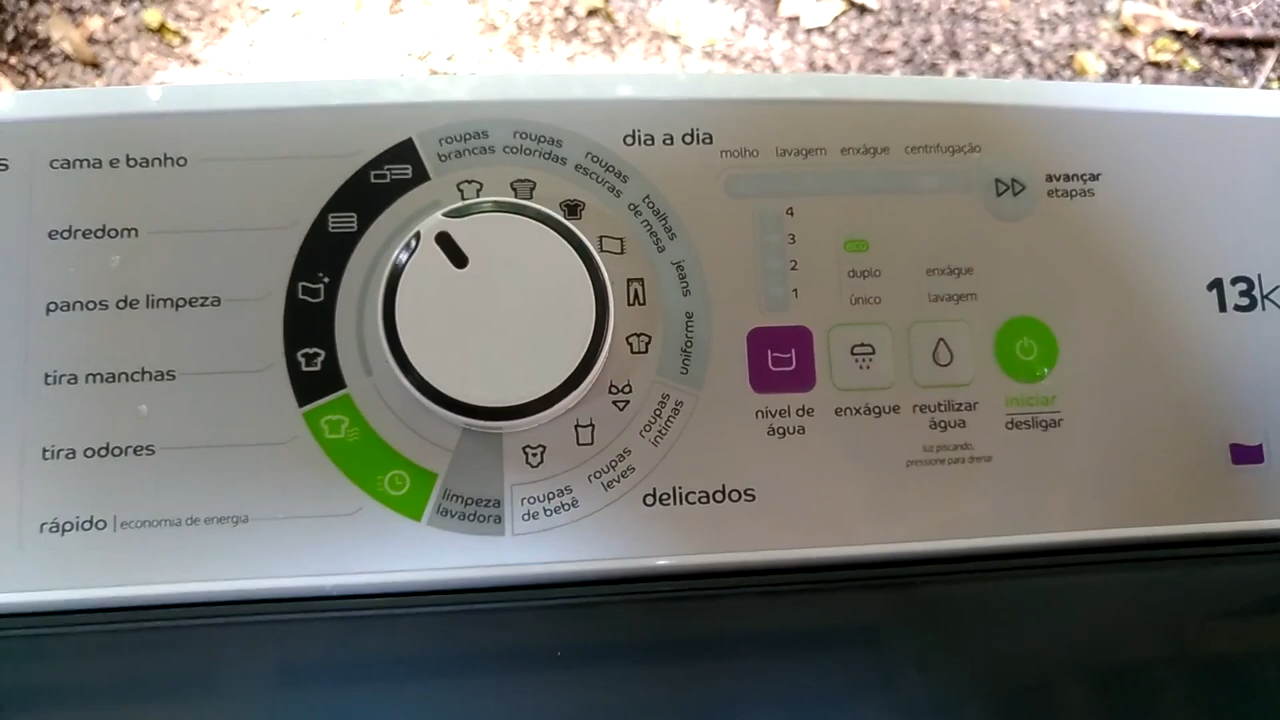 s
cama e banho
edredom
panos de limpeza
tira manchas
tira odores
rápido | economia de energia
roupas
brancas
roupas
coloridas
roupas
escuras
toalhas
de mesa
jeans
uniforme
roupas
íntimas
roupas
leves
roupas
de bebê
limpeza
lavadora
dia a dia
delicados
molho lavagem enxágue centrifugação
avançar
etapas
4
3
2
1
eco
duplo
único
enxágue
lavagem
nível de
água
enxágue
reutilizar
água
luz piscando,
pressione para drenar
iniciar
desligar
13k